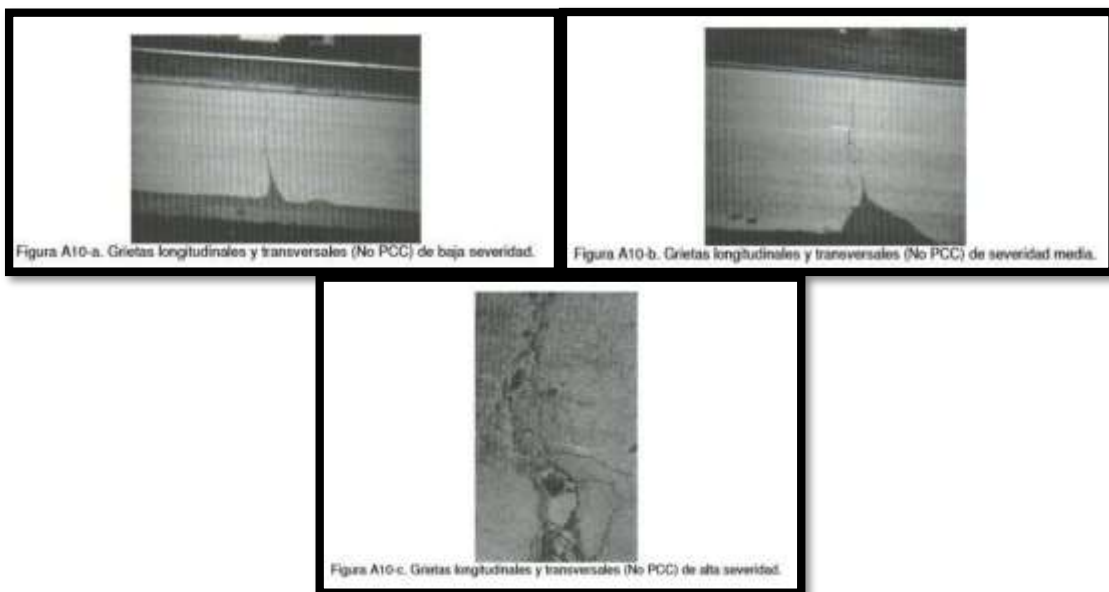 Figura A10-a. Grietas longitudinales y transversales (No PCC) de baja severidad.
Figura A10-b. Grietas longitudinales y transversales (No PCC) de severidad media.
Figura A10-c. Grietas longitudinales y transversales (No PCC) de alta severidad.